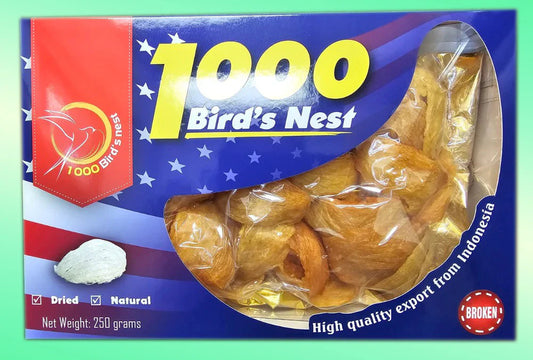 1000
Bird's Nest
1000 Bird's nest
☑ Dried ☑ Natural
Net Weight: 250 grams
High quality export from Indonesia
BROKEN